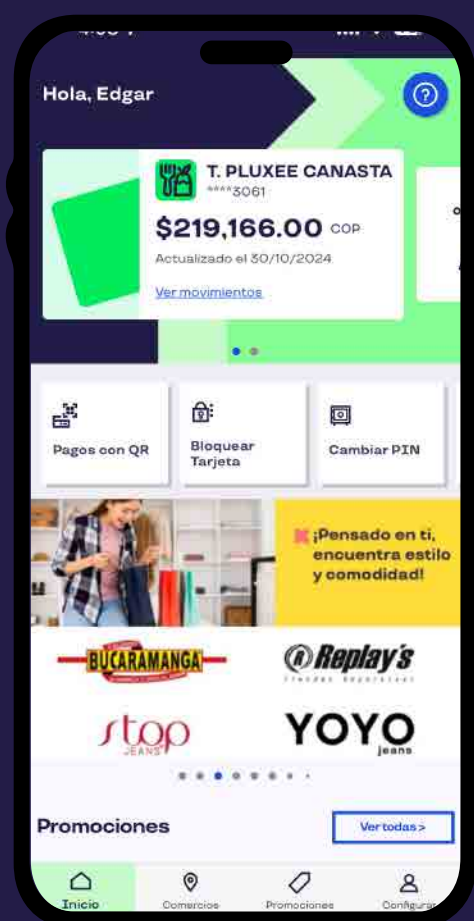 Hola, Edgar
?
T. PLUXEE CANASTA
****3061
$219,166.00 COP
Actualizado el 30/10/2024
Ver movimientos
Pagos con QR
Bloquear
Tarjeta
Cambiar PIN
¡Pensado en ti,
encuentra estilo
y comodidad!
BUCARAMANGA
R Replay's
stop
JEANS
YOYO
jeans
Promociones
Ver todas >
Inicio
Comercios
Promociones
Configurar